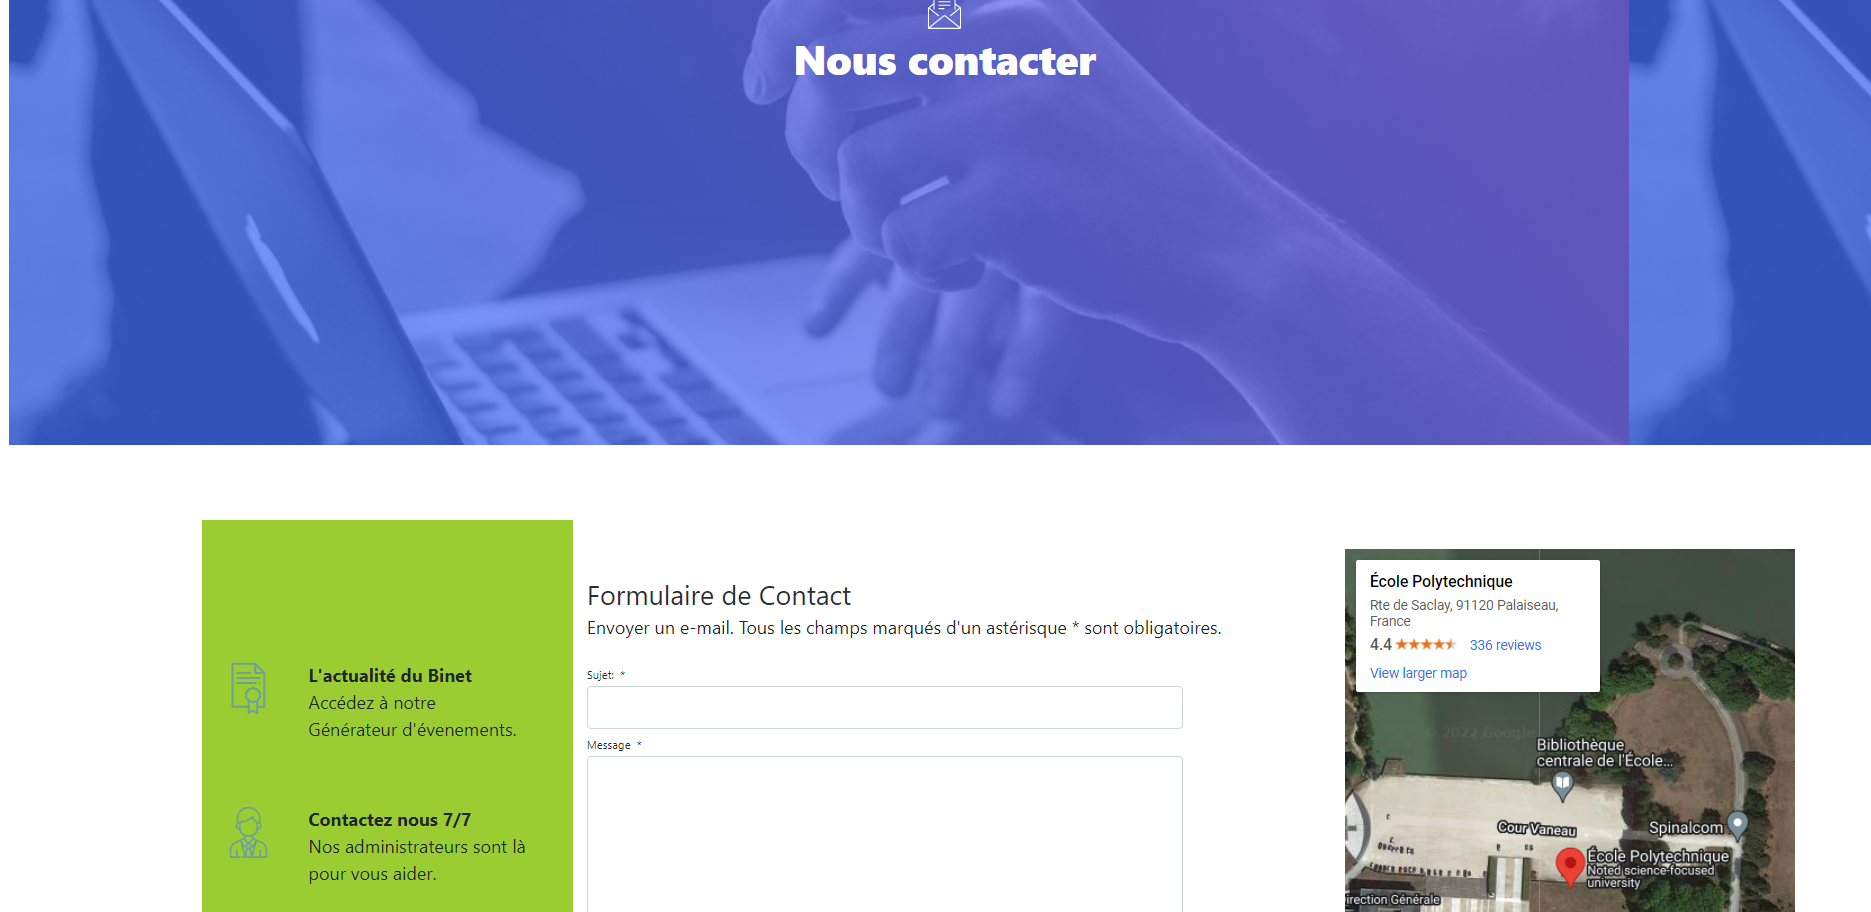 Nous contacter
L'actualité du Binet
Accédez à notre
Générateur d'évenements.
Contactez nous 7/7
Nos administrateurs sont là
pour vous aider.
Formulaire de Contact
Envoyer un e-mail. Tous les champs marqués d'un astérisque * sont obligatoires.
Sujet: *
Message *
École Polytechnique
Rte de Saclay, 91120 Palaiseau,
France
4.4 336 reviews
View larger map
© 2022 Google
Bibliothèque
centrale de l'École...
Cour Vaneau
Spinalcom
École Polytechnique
Noted science-focused
university
irection Générale